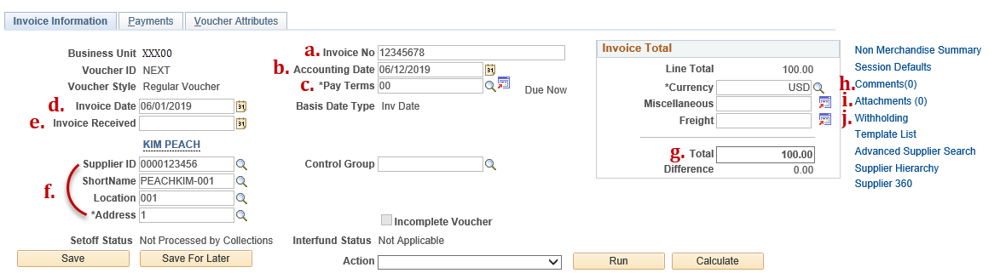 Invoice Information Payments Voucher Attributes
Business Unit XXX00
Voucher ID NEXT
Voucher Style Regular Voucher
d. Invoice Date 06/01/2019 31
e. Invoice Received 31
KIM PEACH
f.
Supplier ID 0000123456
ShortName PEACHKIM-001
Location 001
*Address 1
a. Invoice No 12345678
b. Accounting Date 06/12/2019 31
c. *Pay Terms 00 Due Now
Basis Date Type Inv Date
Control Group
Incomplete Voucher
Invoice Total
Line Total 100.00
*Currency USD
Miscellaneous
Freight
g. Total 100.00
Difference 0.00
Non Merchandise Summary
Session Defaults
h. Comments(0)
i. Attachments (0)
j. Withholding
Template List
Advanced Supplier Search
Supplier Hierarchy
Supplier 360
Setoff Status Not Processed by Collections
Interfund Status Not Applicable
Save Save For Later
Action Run Calculate